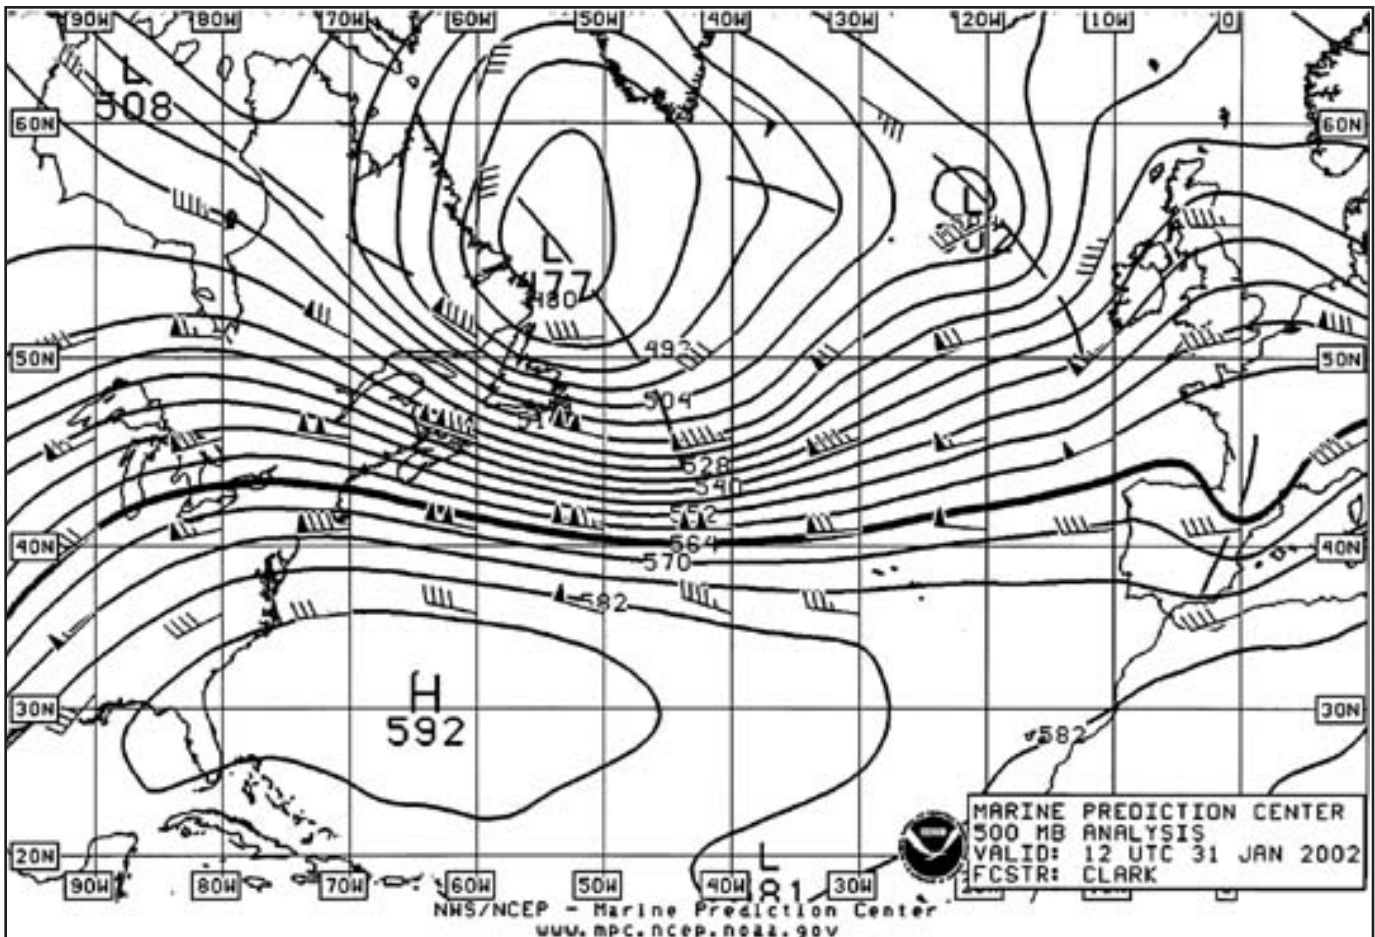 90W 80W 70W 60W 50W 40W 30W 20W 10W 0
L
508
60N 60N
L
L
477
480
50N 50N
492
504
528
540
552
564
40N 40N
570
582
H
592
30N 30N
582
MARINE PREDICTION CENTER
500 MB ANALYSIS
VALID: 12 UTC 31 JAN 2002
FCSTR: CLARK
20N
L
90W 80W 70W 60W 50W 40W 30W
NWS/NCEP - Marine Prediction Center
www.mpc.ncep.noaa.gov